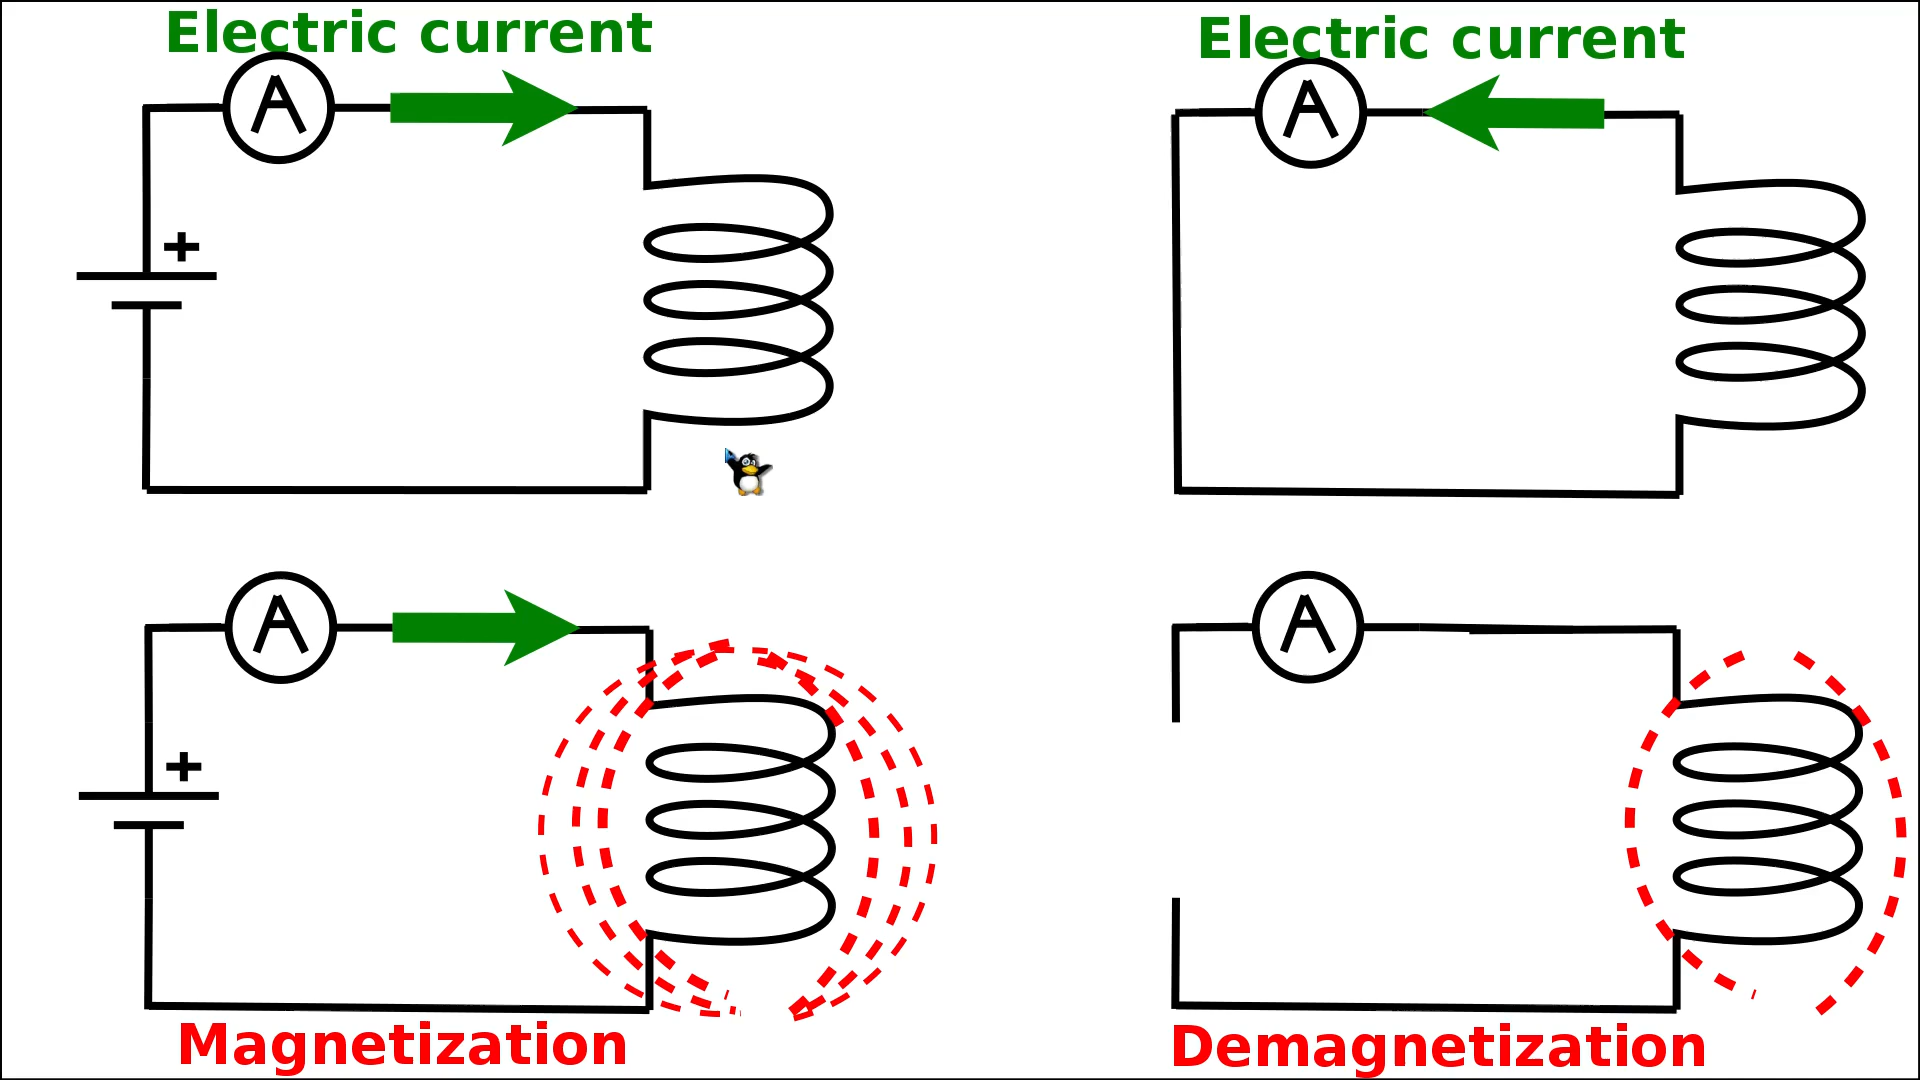 Electric current
Electric current
A
A
+
A
A
+
Magnetization
Demagnetization